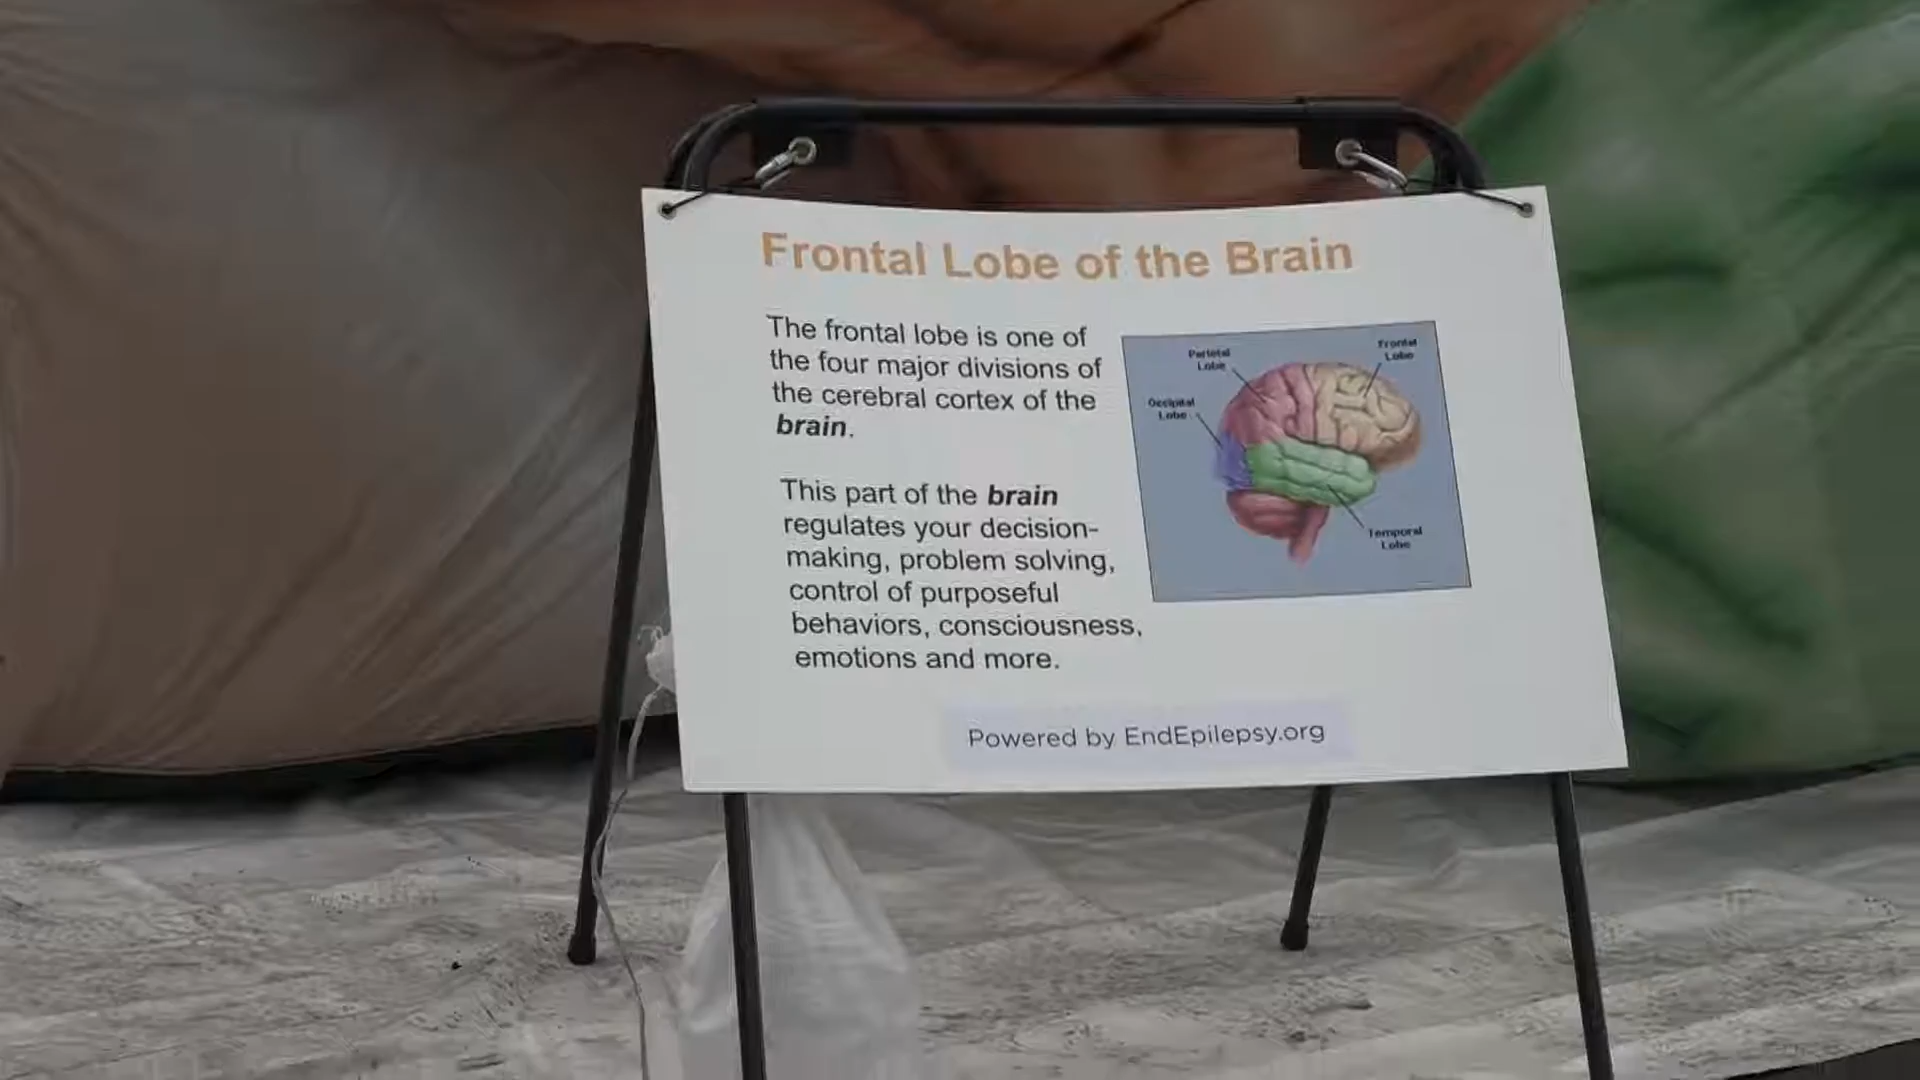 Frontal Lobe of the Brain
The frontal lobe is one of
the four major divisions of
the cerebral cortex of the
brain.
This part of the brain
regulates your decision-
making, problem solving,
control of purposeful
behaviors, consciousness,
emotions and more.
Parietal
Lobe
Frontal
Lobe
Occipital
Lobe
Temporal
Lobe
Powered by EndEpilepsy.org